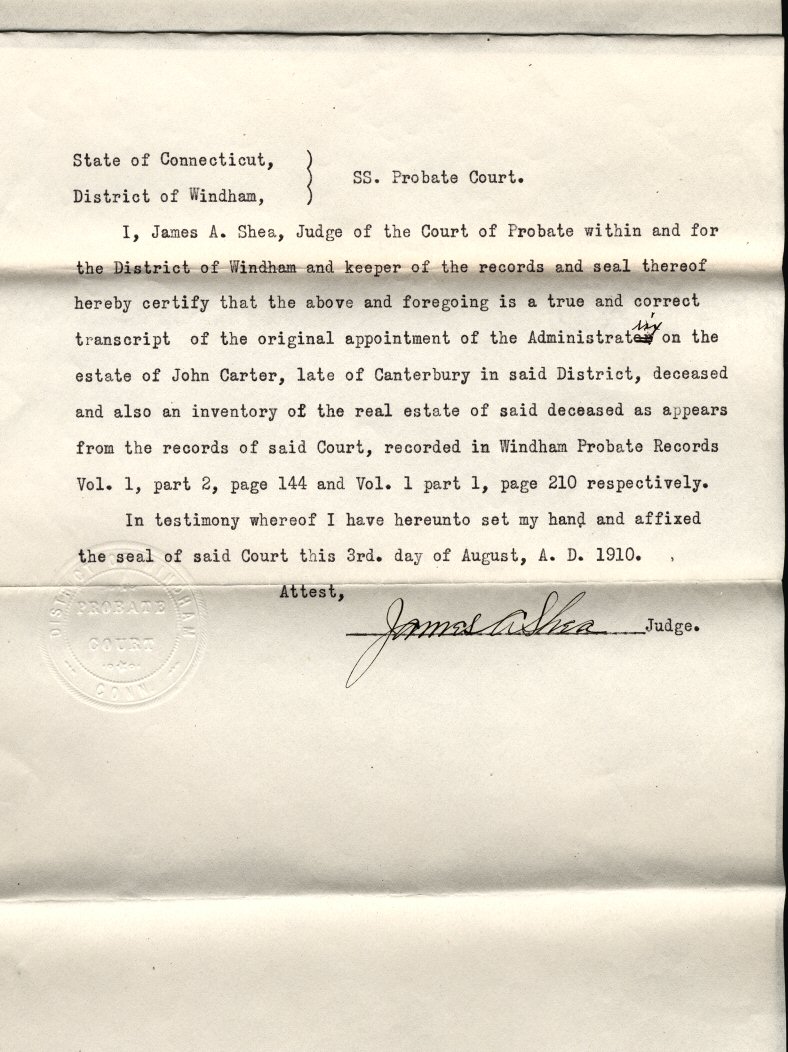 State of Connecticut, )
) SS. Probate Court.
District of Windham, )
I, James A. Shea, Judge of the Court of Probate within and for
the District of Windham and keeper of the records and seal thereof
hereby certify that the above and foregoing is a true and correct
transcript of the original appointment of the Administratrix on the
estate of John Carter, late of Canterbury in said District, deceased
and also an inventory of the real estate of said deceased as appears
from the records of said Court, recorded in Windham Probate Records
Vol. 1, part 2, page 144 and Vol. 1 part 1, page 210 respectively.
In testimony whereof I have hereunto set my hand and affixed
the seal of said Court this 3rd. day of August, A. D. 1910.
Attest,
James A Shea Judge.
DISTRICT OF WINDHAM
PROBATE
COURT
CONN.